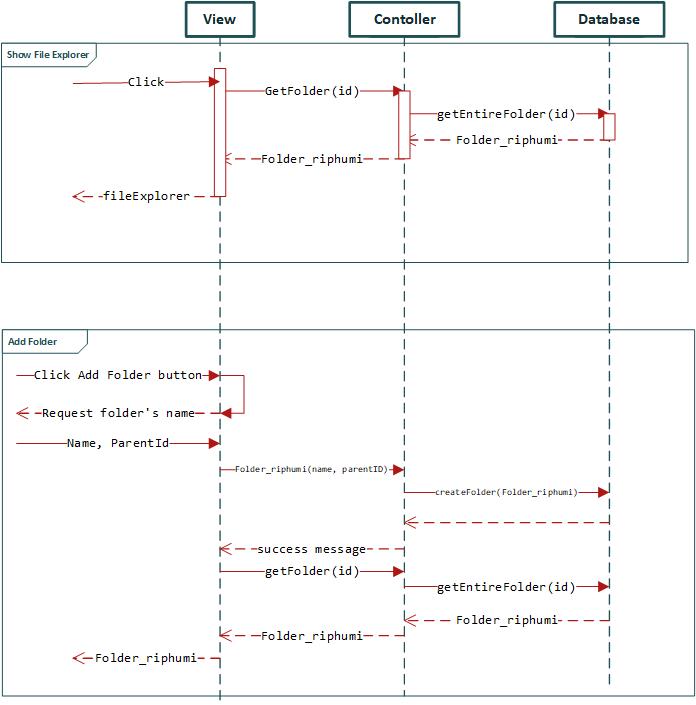 View
Contoller
Database
Show File Explorer
Click
GetFolder(id)
getEntireFolder(id)
Folder_riphumi
Folder_riphumi
fileExplorer
Add Folder
Click Add Folder button
Request folder's name
Name, ParentId
Folder_riphumi(name, parentID)
createFolder(Folder_riphumi)
success message
getFolder(id)
getEntireFolder(id)
Folder_riphumi
Folder_riphumi
Folder_riphumi